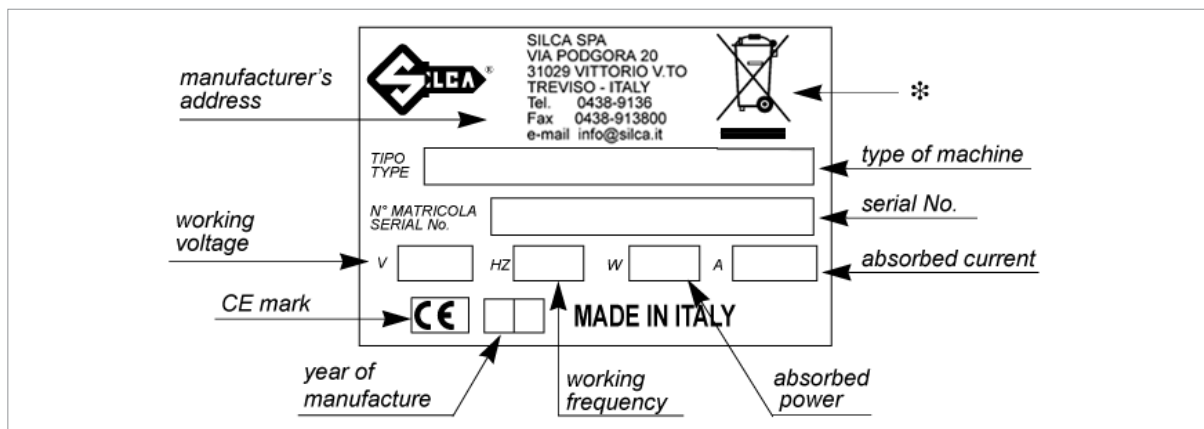 manufacturer's
address
SILCA®
SILCA SPA
VIA PODGORA 20
31029 VITTORIO V.TO
TREVISO - ITALY
Tel. 0438-9136
Fax 0438-913800
e-mail info@silca.it
*
TIPO
TYPE
type of machine
N° MATRICOLA
SERIAL No.
serial No.
working
voltage
V HZ W A
absorbed current
CE mark
CE
MADE IN ITALY
year of
manufacture
working
frequency
absorbed
power